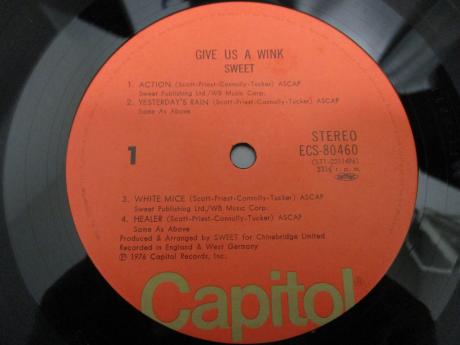 GIVE US A WINK
SWEET
1. ACTION (Scott-Priest-Connolly-Tucker) ASCAP
Sweet Publishing Ltd./WB Music Corp.
2. YESTERDAY'S RAIN (Scott-Priest-Connolly-Tucker) ASCAP
Same As Above
1
STEREO
ECS-80460
33⅓ r.p.m.
3. WHITE MICE (Scott-Priest-Connolly-Tucker) ASCAP
Sweet Publishing Ltd./WB Music Corp.
4. HEALER (Scott-Priest-Connolly-Tucker) ASCAP
Same As Above
Produced & Arranged by SWEET for Chinebridge Limited
Recorded in England & West Germany
Ⓟ 1976 Capitol Records, Inc.
Capitol®